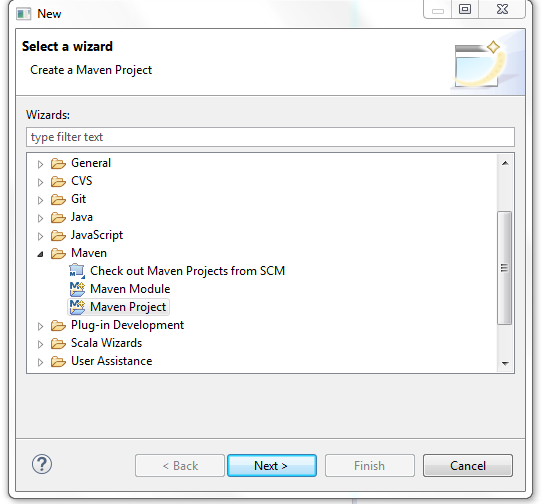 New
Select a wizard
Create a Maven Project
Wizards:
type filter text
General
CVS
Git
Java
JavaScript
Maven
Check out Maven Projects from SCM
Maven Module
Maven Project
Plug-in Development
Scala Wizards
User Assistance
? < Back Next > Finish Cancel